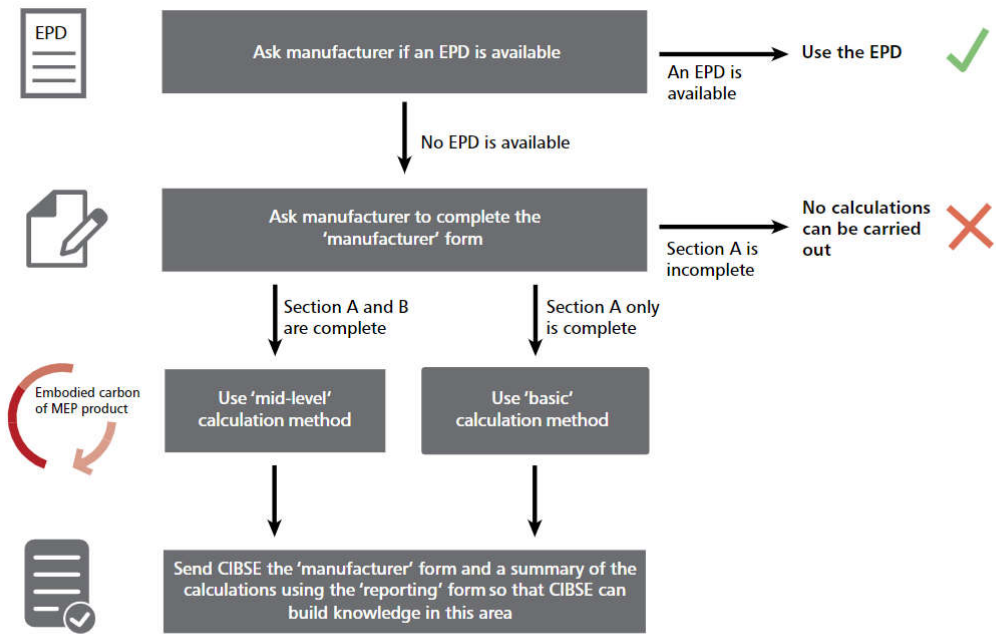 EPD
Ask manufacturer if an EPD is available
Use the EPD
An EPD is
available
No EPD is available
Ask manufacturer to complete the
‘manufacturer’ form
No calculations
can be carried
out
Section A is
incomplete
Section A and B
are complete
Section A only
is complete
Embodied carbon
of MEP product
Use ‘mid-level’
calculation method
Use ‘basic’
calculation method
Send CIBSE the ‘manufacturer’ form and a summary of the
calculations using the ‘reporting’ form so that CIBSE can
build knowledge in this area